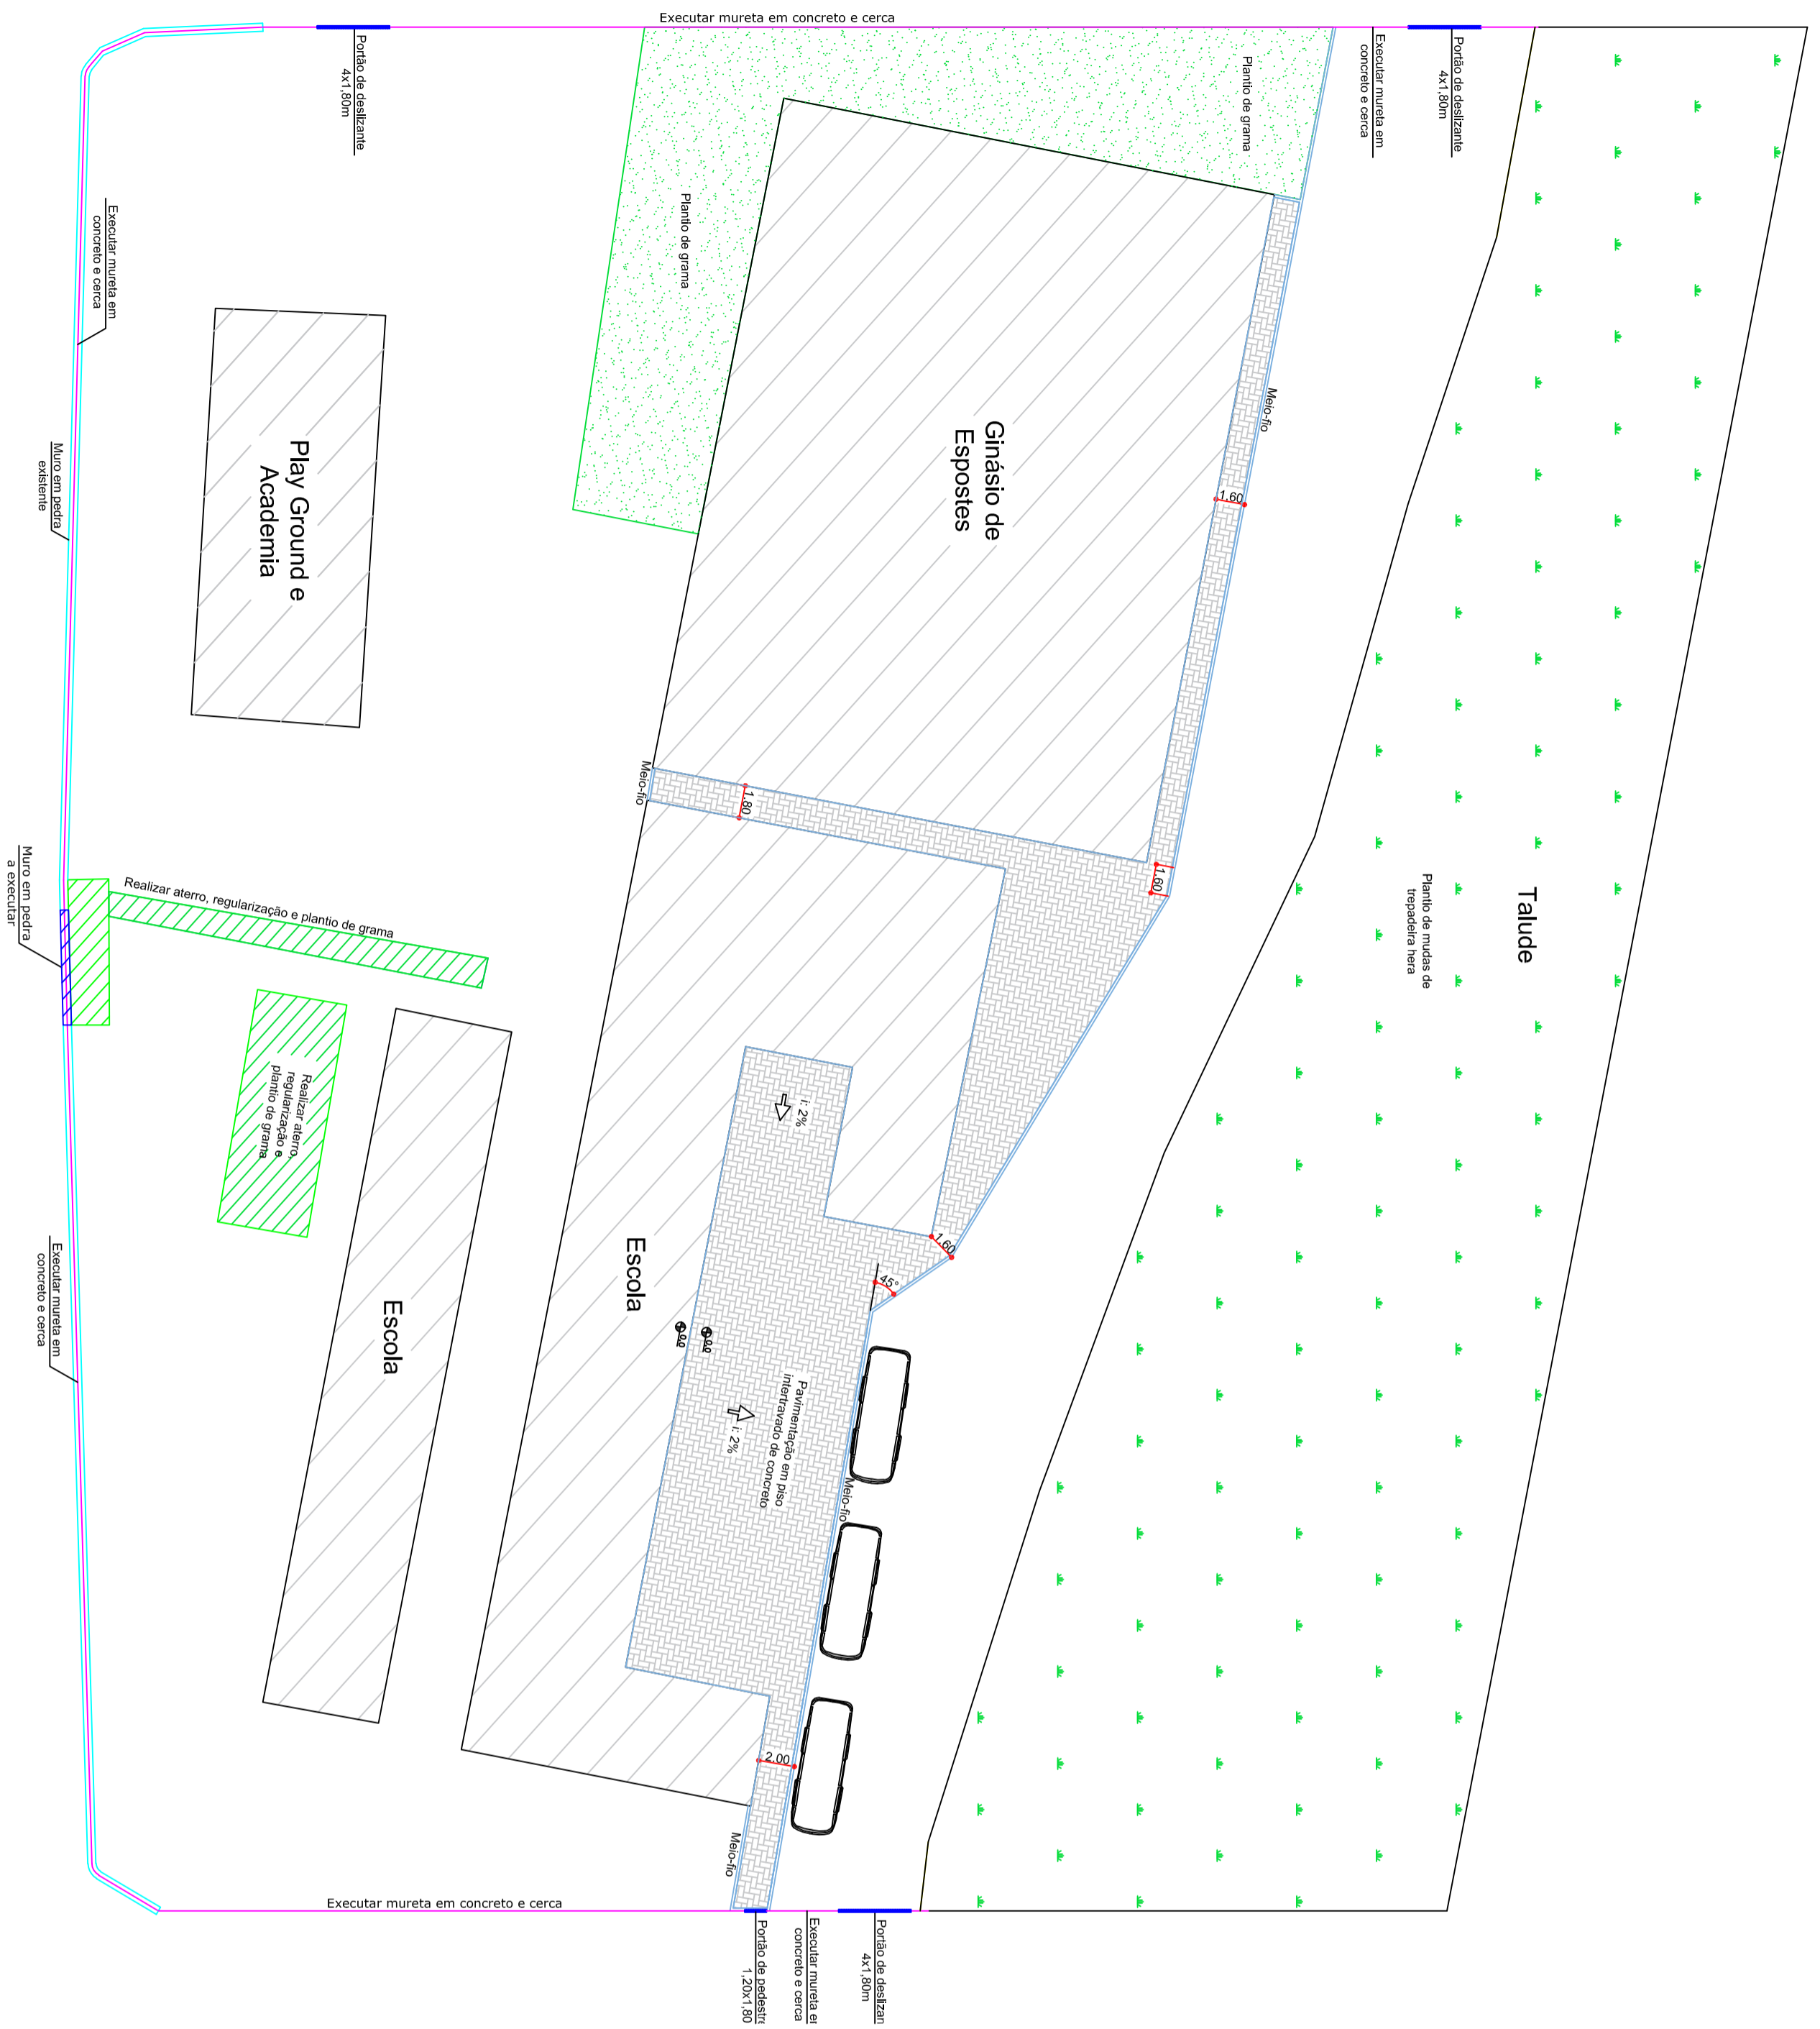 Executar mureta em concreto e cerca
Portão de deslizante
4x1,80m
Plantio de grama
Executar mureta em
concreto e cerca
Portão de deslizante
4x1,80m
Executar mureta em
concreto e cerca
Plantio de grama
Meio-fio
Ginásio de
Espostes
Play Ground e
Academia
Muro em pedra
existente
1.60
Meio-fio
1.80
1.60
Muro em pedra
a executar
Realizar aterro, regularização e plantio de grama
Talude
Plantio de mudas de
trepadeira hera
Realizar aterro,
regularização e
plantio de grama
i: 2%
1.60
45°
Escola
Escola
Executar mureta em
concreto e cerca
0.0
0.0
Pavimentação em piso
intertravado de concreto
i: 2%
Meio-fio
2.00
Meio-fio
Executar mureta em concreto e cerca
Portão de pedestre
1,20x1,80
Executar mureta e
concreto e cerca
Portão de deslizan
4x1,80m